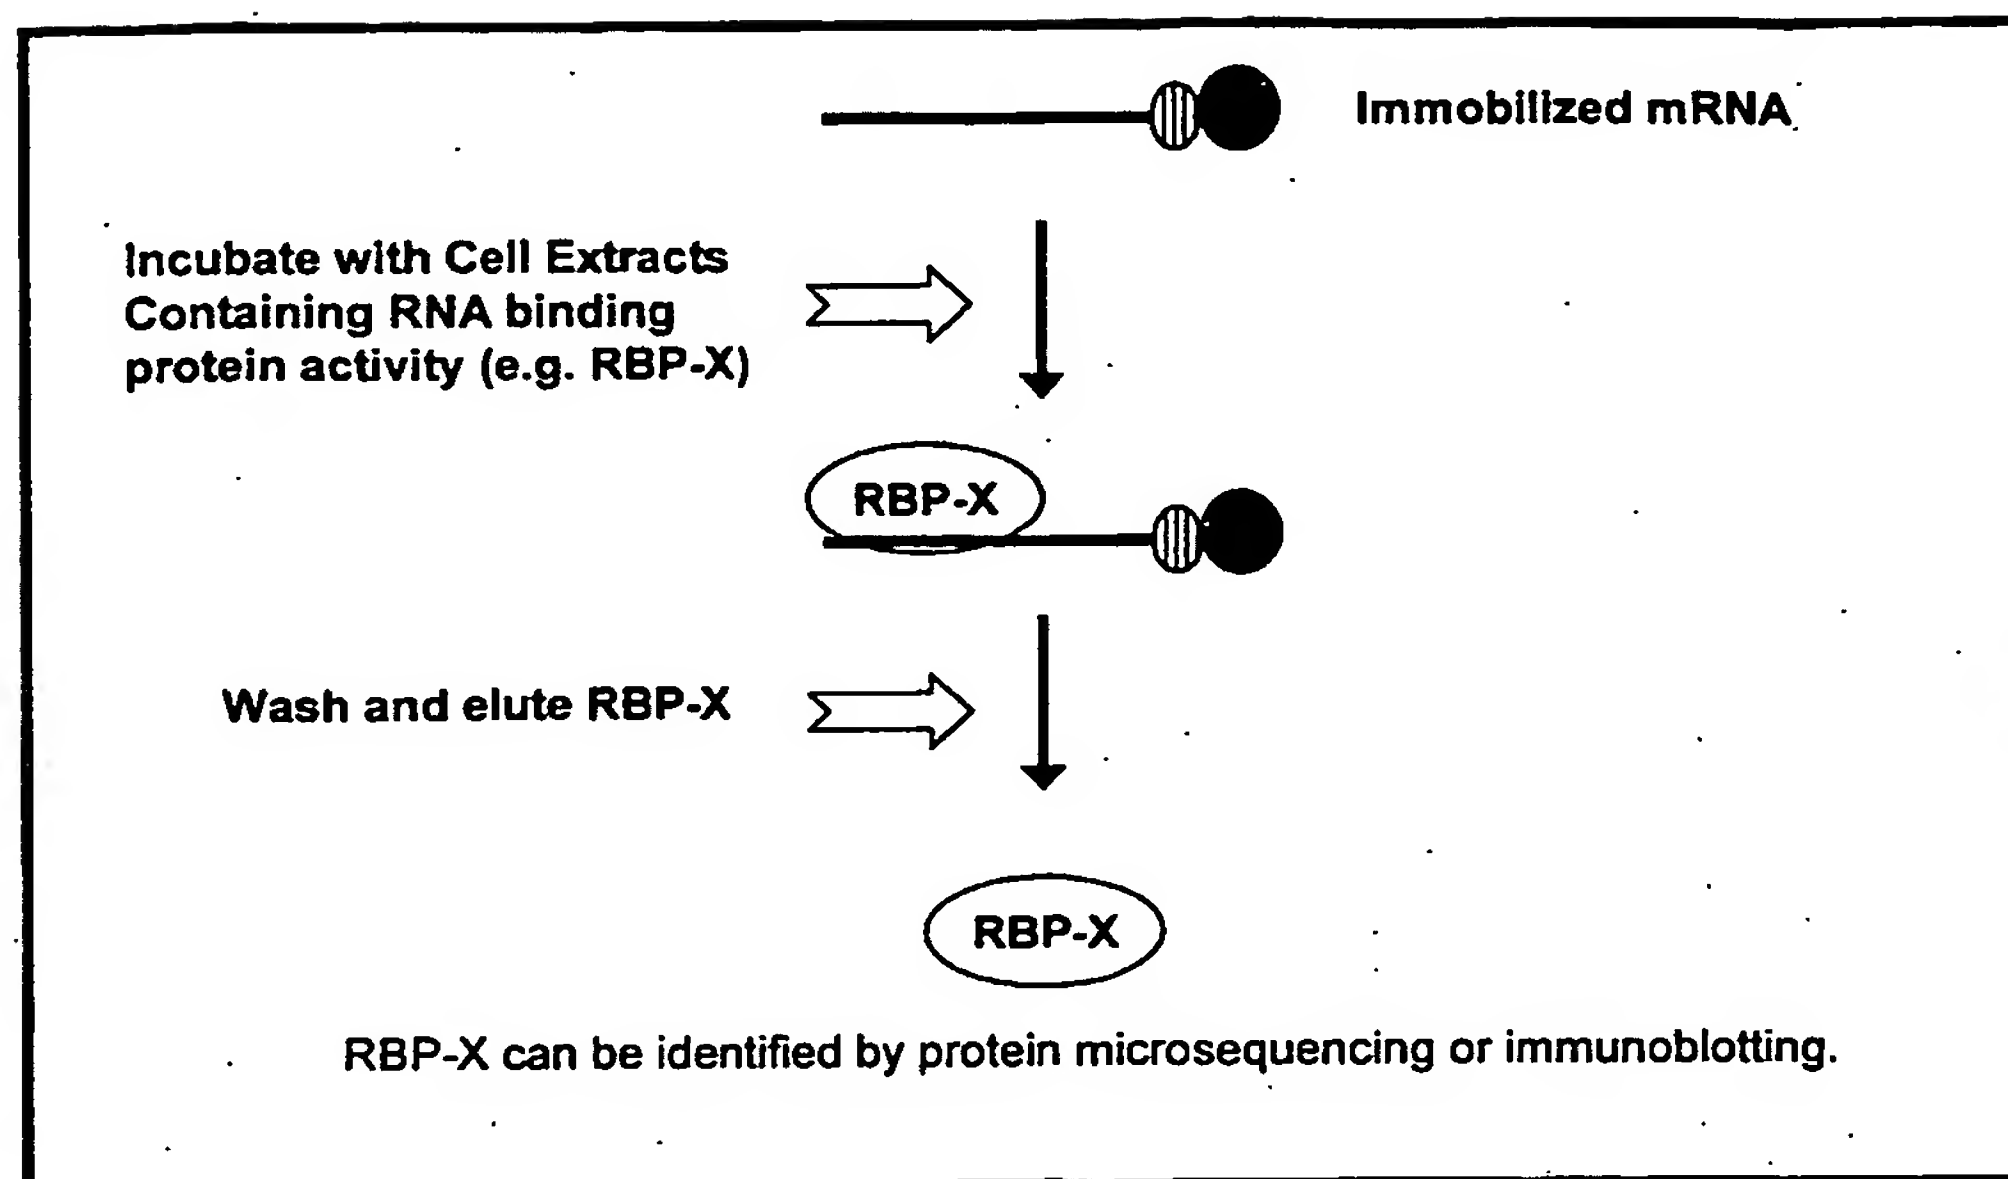 Immobilized mRNA
Incubate with Cell Extracts
Containing RNA binding
protein activity (e.g. RBP-X)
RBP-X
Wash and elute RBP-X
RBP-X
RBP-X can be identified by protein microsequencing or immunoblotting.